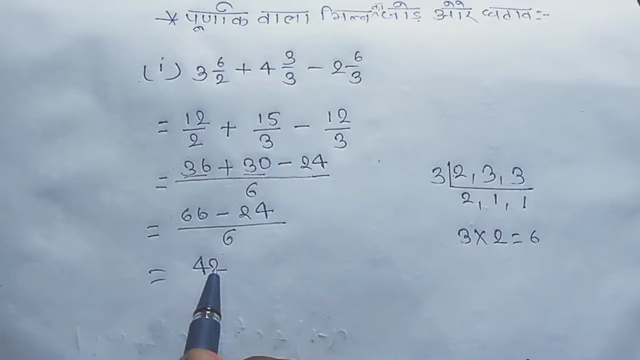 * पूर्णांक वाला भिन्न का जोड़ और घटाव:-
(i) 3 6/2 + 4 3/3 - 2 6/3
= 12/2 + 15/3 - 12/3
= 36 + 30 - 24 / 6
3 | 2, 3, 3
2, 1, 1
= 66 - 24 / 6
3 × 2 = 6
= 42